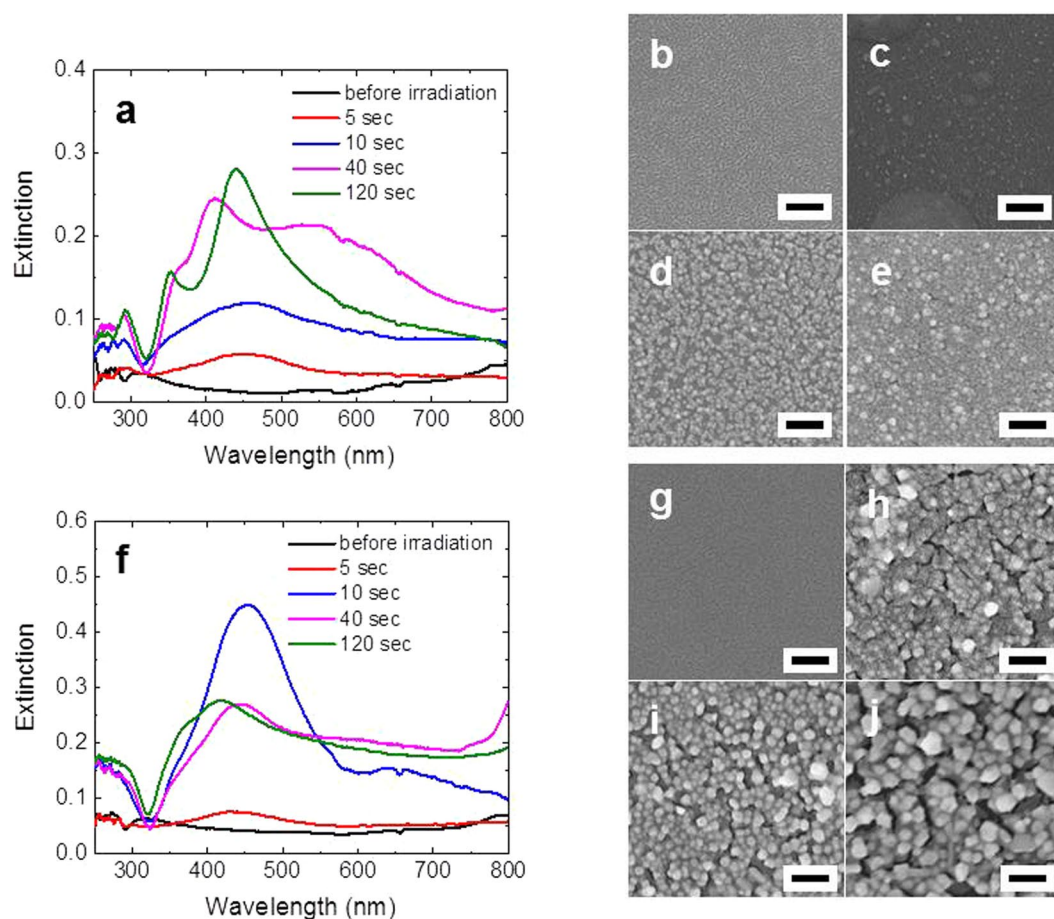 a
before irradiation
5 sec
10 sec
40 sec
120 sec
0.4
0.3
0.2
0.1
0.0
Extinction
300 400 500 600 700 800
Wavelength (nm)
b
c
d
e
f
before irradiation
5 sec
10 sec
40 sec
120 sec
0.6
0.5
0.4
0.3
0.2
0.1
0.0
Extinction
300 400 500 600 700 800
Wavelength (nm)
g
h
i
j